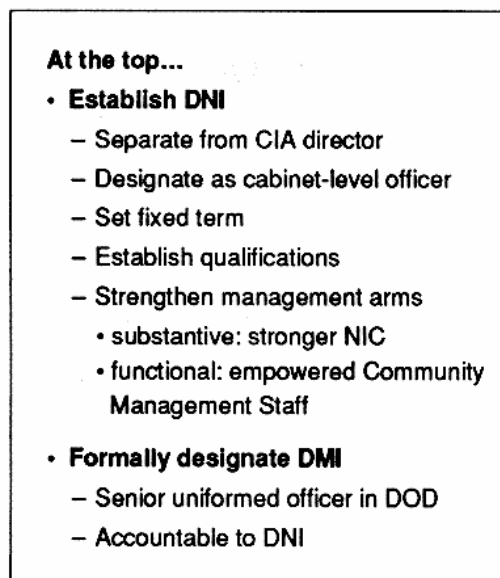 At the top...
• Establish DNI
– Separate from CIA director
– Designate as cabinet-level officer
– Set fixed term
– Establish qualifications
– Strengthen management arms
• substantive: stronger NIC
• functional: empowered Community
Management Staff
• Formally designate DMI
– Senior uniformed officer in DOD
– Accountable to DNI